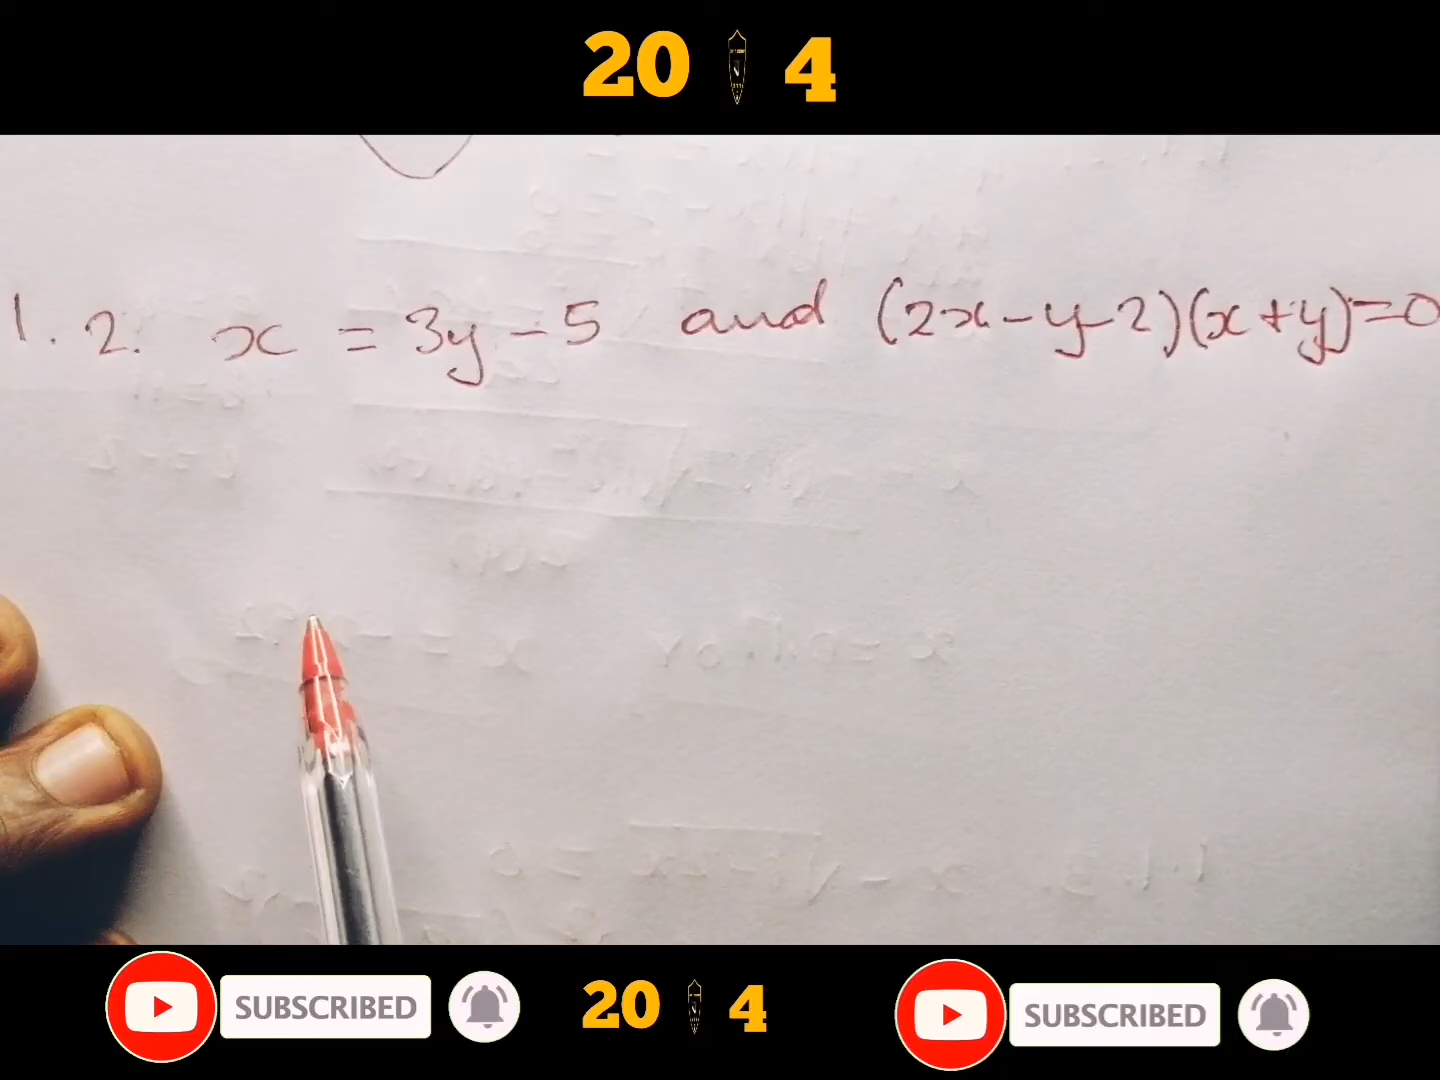 20 4
1.2. x = 3y - 5 and (2x - y - 2)(x + y) = 0
SUBSCRIBED 20 4 SUBSCRIBED